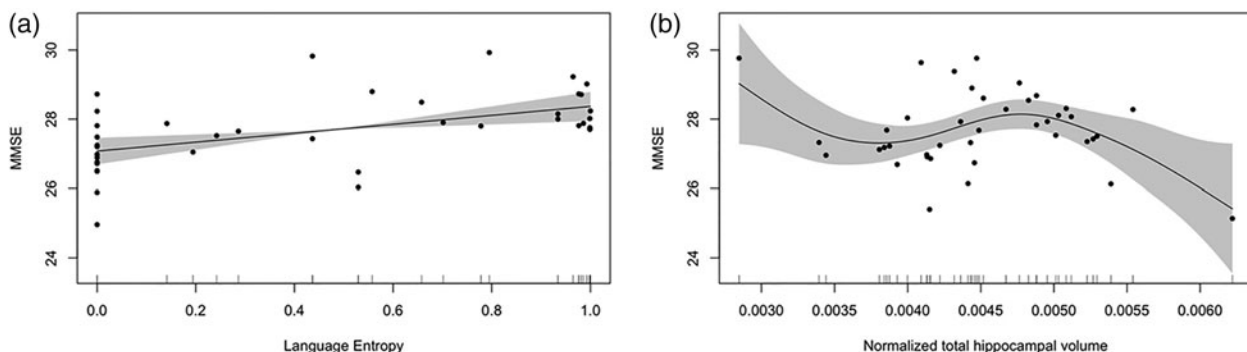 (a)
MMSE
30
28
26
24
0.0 0.2 0.4 0.6 0.8 1.0
Language Entropy
(b)
MMSE
30
28
26
24
0.0030 0.0035 0.0040 0.0045 0.0050 0.0055 0.0060
Normalized total hippocampal volume